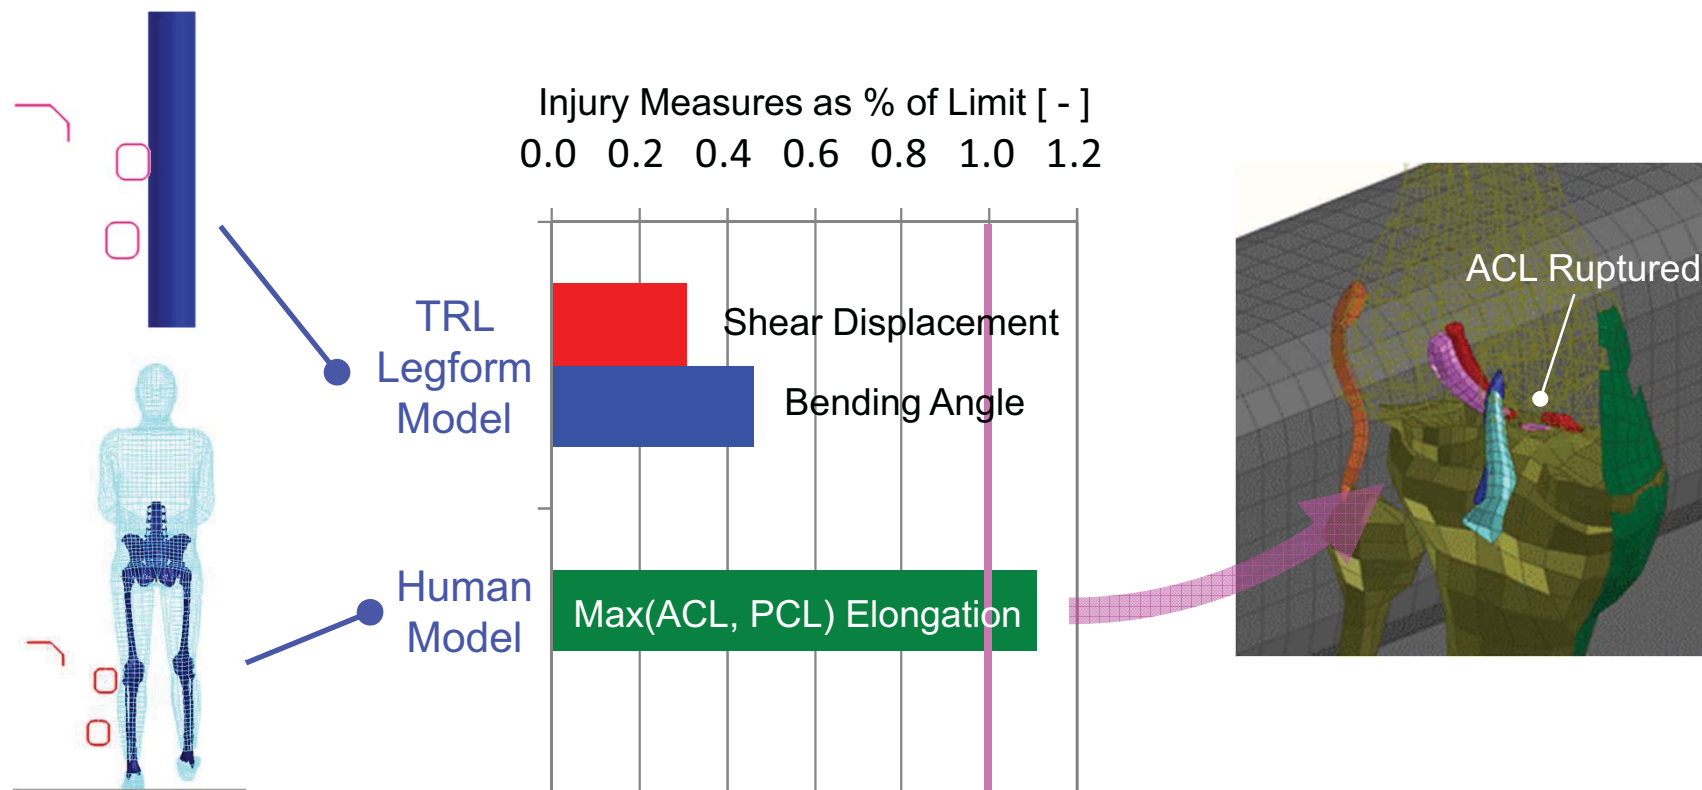 Injury Measures as % of Limit [ - ]
0.0 0.2 0.4 0.6 0.8 1.0 1.2
TRL
Legform
Model
Shear Displacement
Bending Angle
Human
Model
Max(ACL, PCL) Elongation
ACL Ruptured